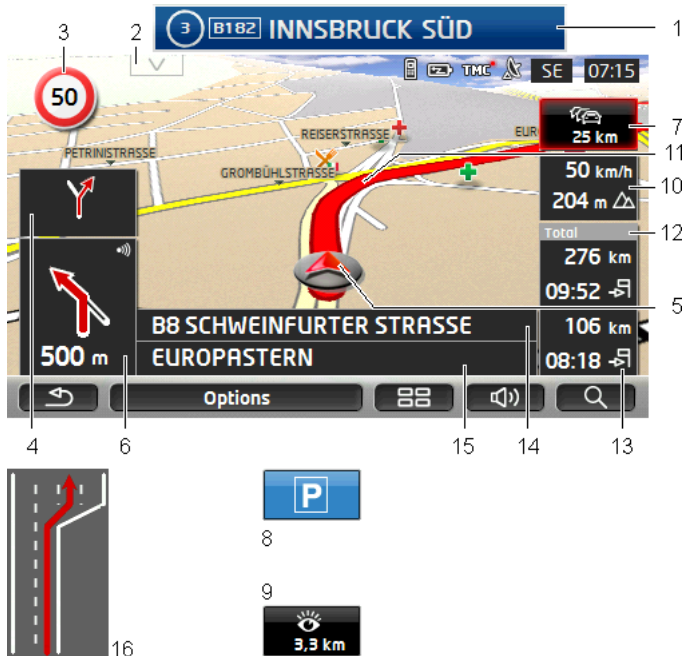 3 B182 INNSBRUCK SÜD
1
3
2
50
TMC SE 07:15
25 km
7
REISERSTRASSE
EUR
PETRINISTRASSE
GROMBÜHLSTRASSE
11
50 km/h
204 m
10
Total
12
276 km
09:52
5
B8 SCHWEINFURTER STRASSE
106 km
500 m
EUROPASTERN
08:18
Options
4
6
15
14
13
P
8
9
3,3 km
16